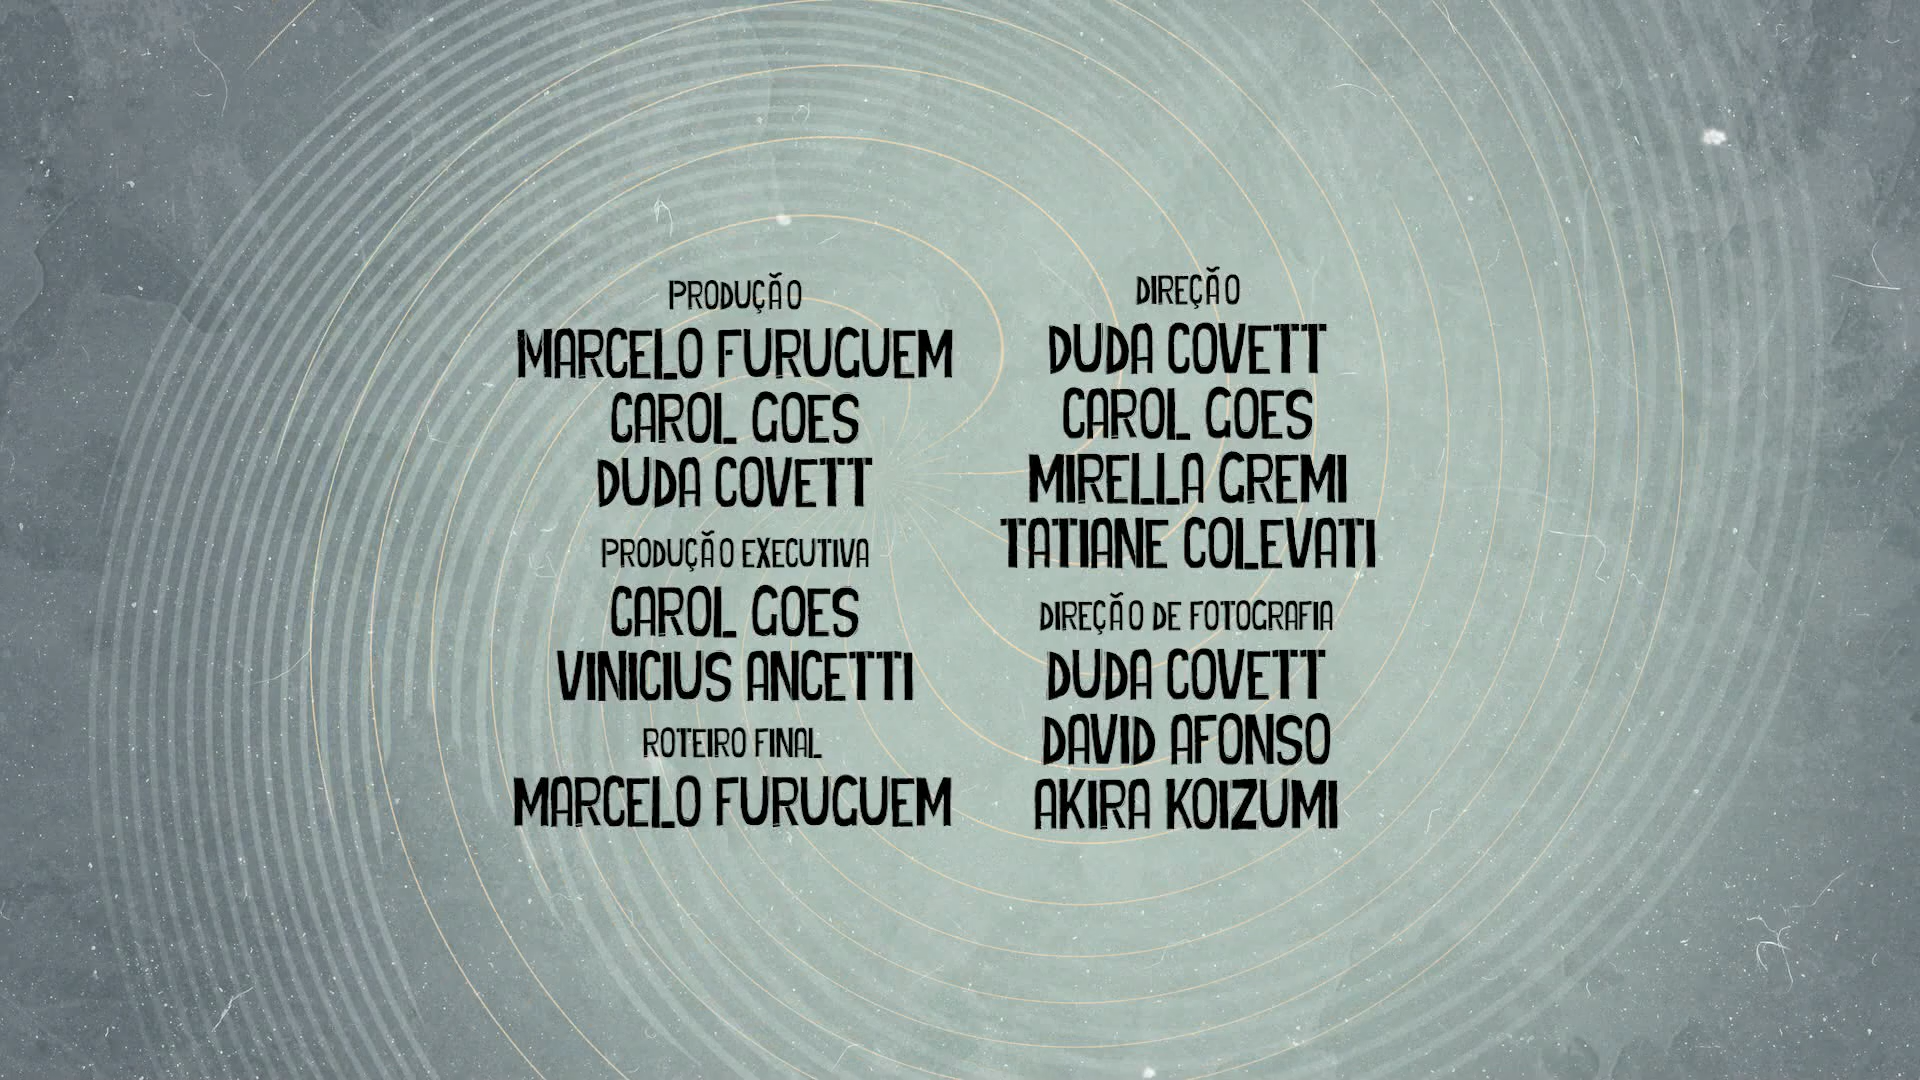 PRODUÇÃO
MARCELO FURUGUEM
CAROL GOES
DUDA COVETT
PRODUÇÃO EXECUTIVA
CAROL GOES
VINICIUS ANCETTI
ROTEIRO FINAL
MARCELO FURUGUEM
DIREÇÃO
DUDA COVETT
CAROL GOES
MIRELLA GREMI
TATIANE COLEVATI
DIREÇÃO DE FOTOGRAFIA
DUDA COVETT
DAVID AFONSO
AKIRA KOIZUMI